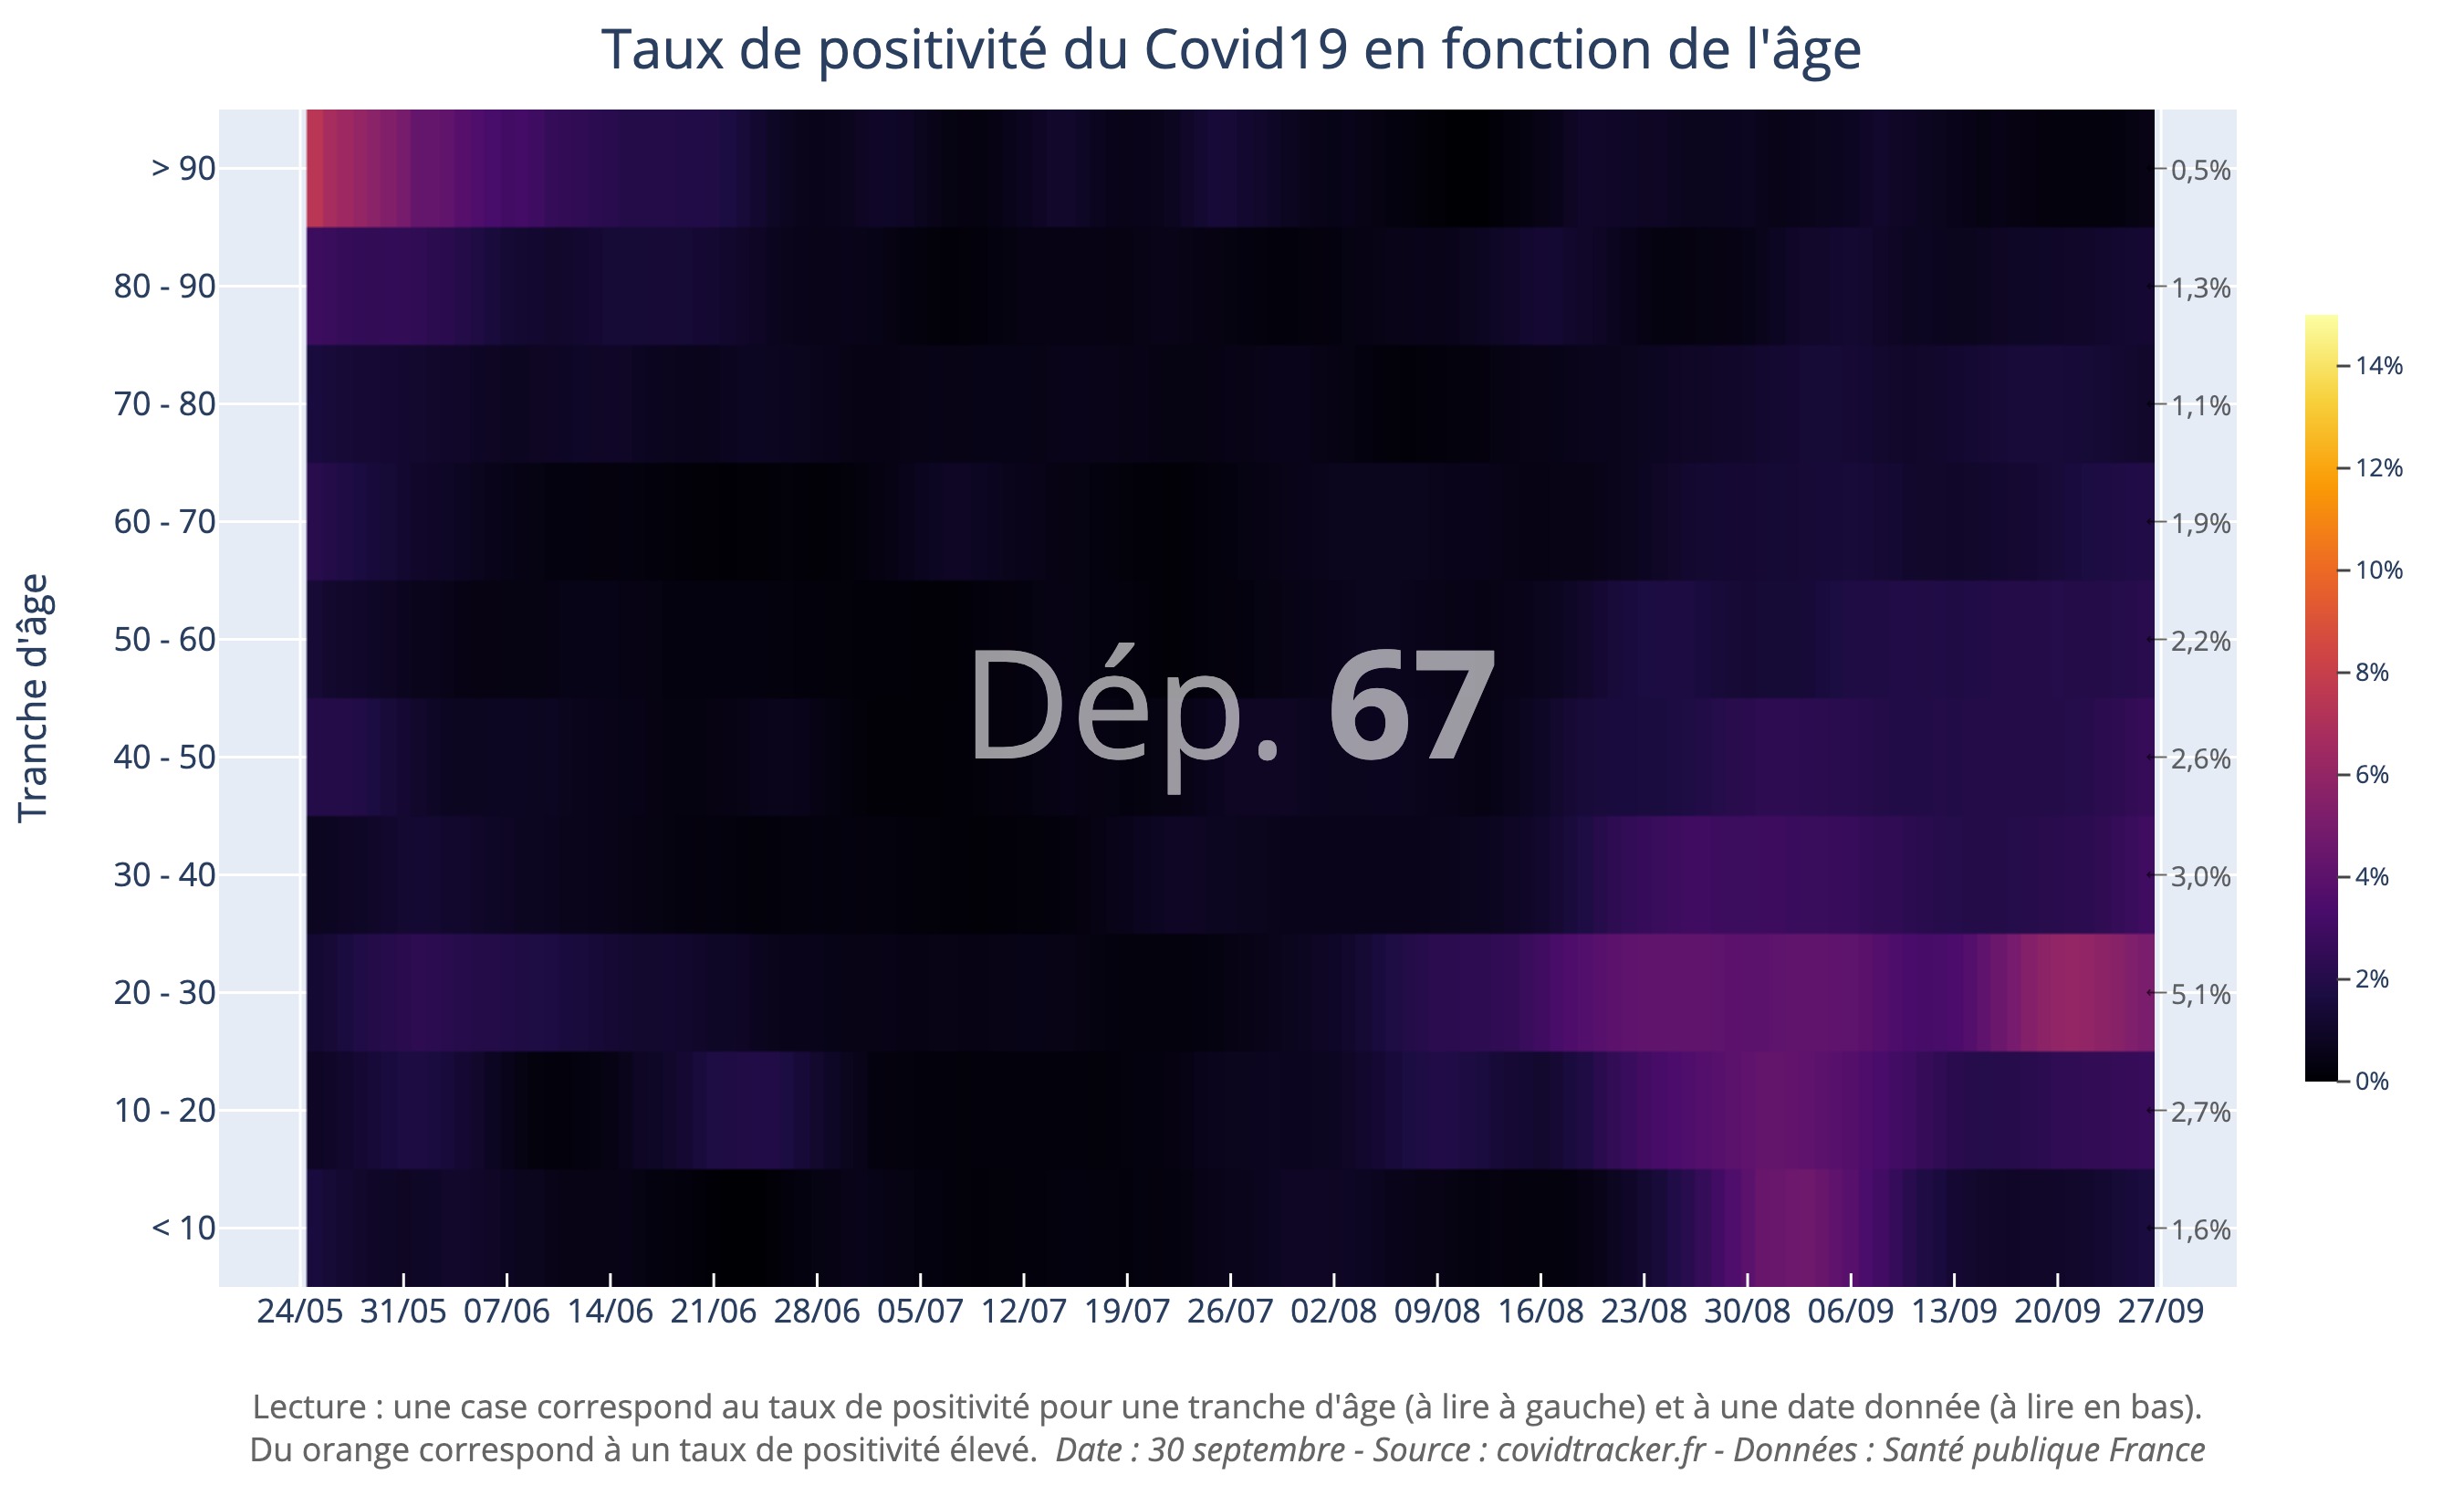 Taux de positivité du Covid19 en fonction de l'âge
Tranche d'âge
> 90
80 - 90
70 - 80
60 - 70
50 - 60
40 - 50
30 - 40
20 - 30
10 - 20
< 10
Dép. 67
0,5%
1,3%
1,1%
1,9%
2,2%
2,6%
3,0%
5,1%
2,7%
1,6%
14%
12%
10%
8%
6%
4%
2%
0%
24/05 31/05 07/06 14/06 21/06 28/06 05/07 12/07 19/07 26/07 02/08 09/08 16/08 23/08 30/08 06/09 13/09 20/09 27/09
Lecture : une case correspond au taux de positivité pour une tranche d'âge (à lire à gauche) et à une date donnée (à lire en bas).
Du orange correspond à un taux de positivité élevé. Date : 30 septembre - Source : covidtracker.fr - Données : Santé publique France